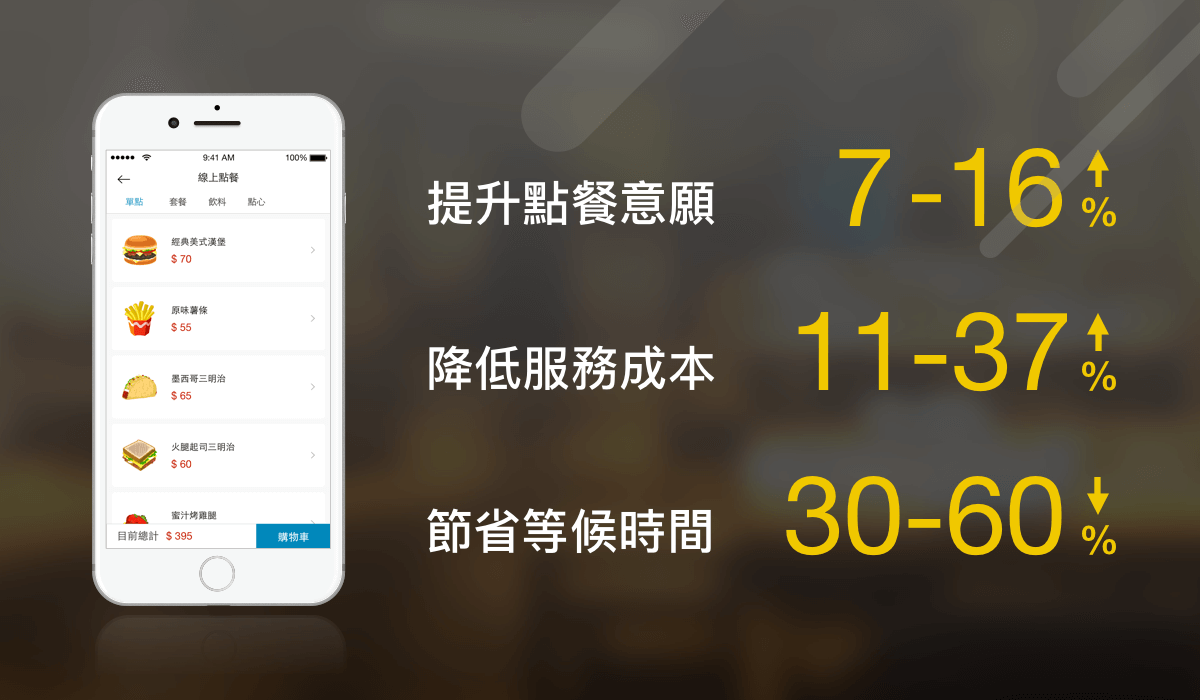 9:41 AM 100%
線上點餐
單點 套餐 飲料 點心
經典美式漢堡
$ 70
原味薯條
$ 55
墨西哥三明治
$ 65
火腿起司三明治
$ 60
蜜汁烤雞腿
目前總計 $ 395 購物車
提升點餐意願 7-16%
降低服務成本 11-37%
節省等候時間 30-60%